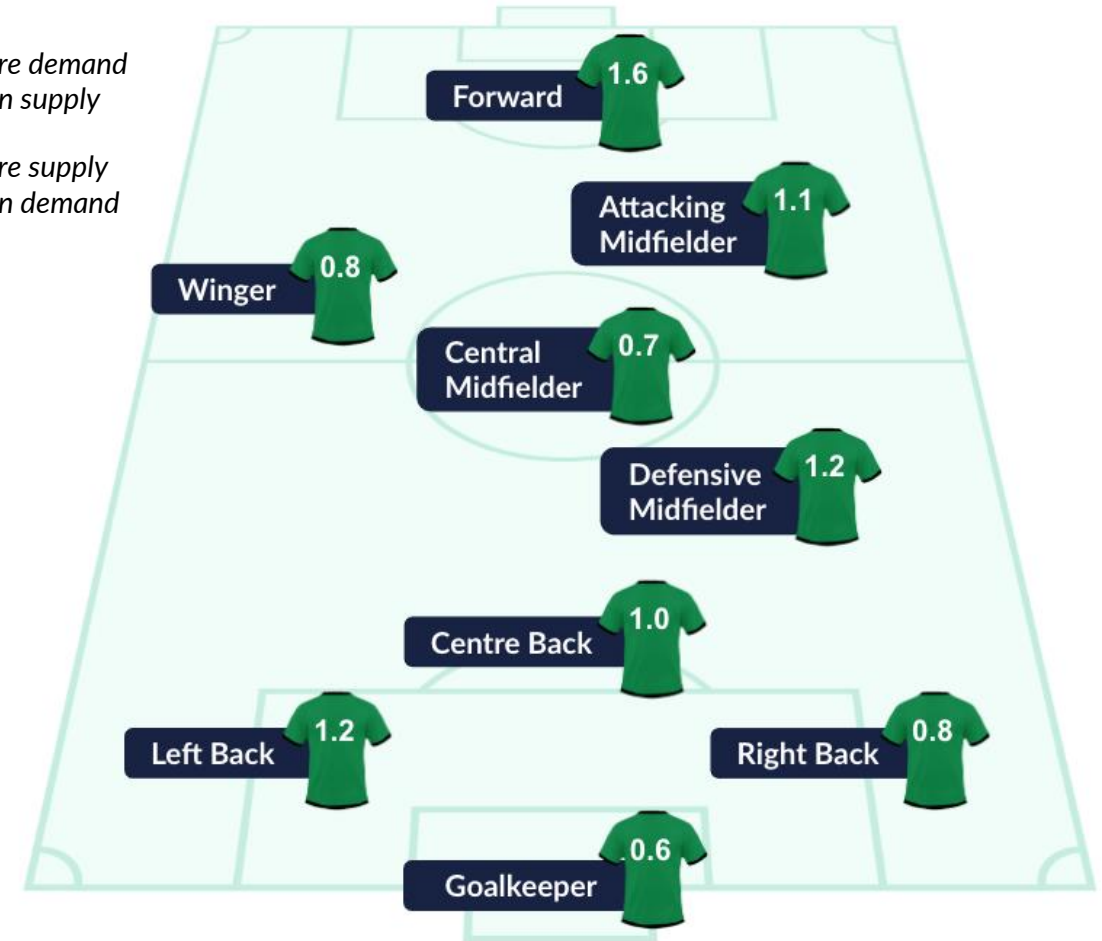 re demand
n supply
re supply
n demand
Forward
1.6
Attacking
Midfielder
1.1
Winger
0.8
Central
Midfielder
0.7
Defensive
Midfielder
1.2
Centre Back
1.0
Left Back
1.2
Right Back
0.8
Goalkeeper
0.6